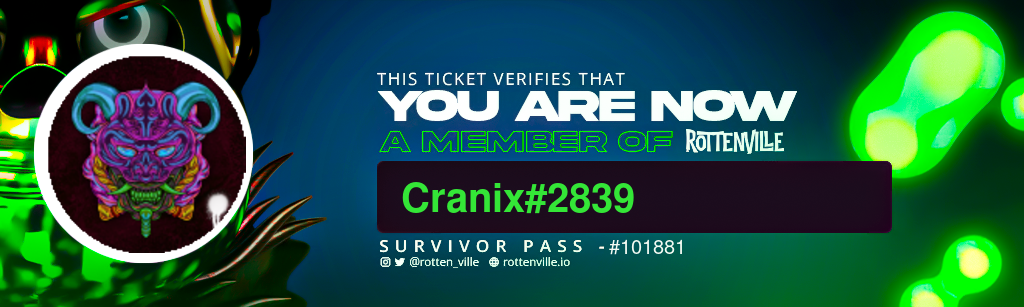 THIS TICKET VERIFIES THAT
YOU ARE NOW
A MEMBER OF ROTTENVILLE
Cranix#2839
SURVIVOR PASS - #101881
@rotten_ville rottenville.io